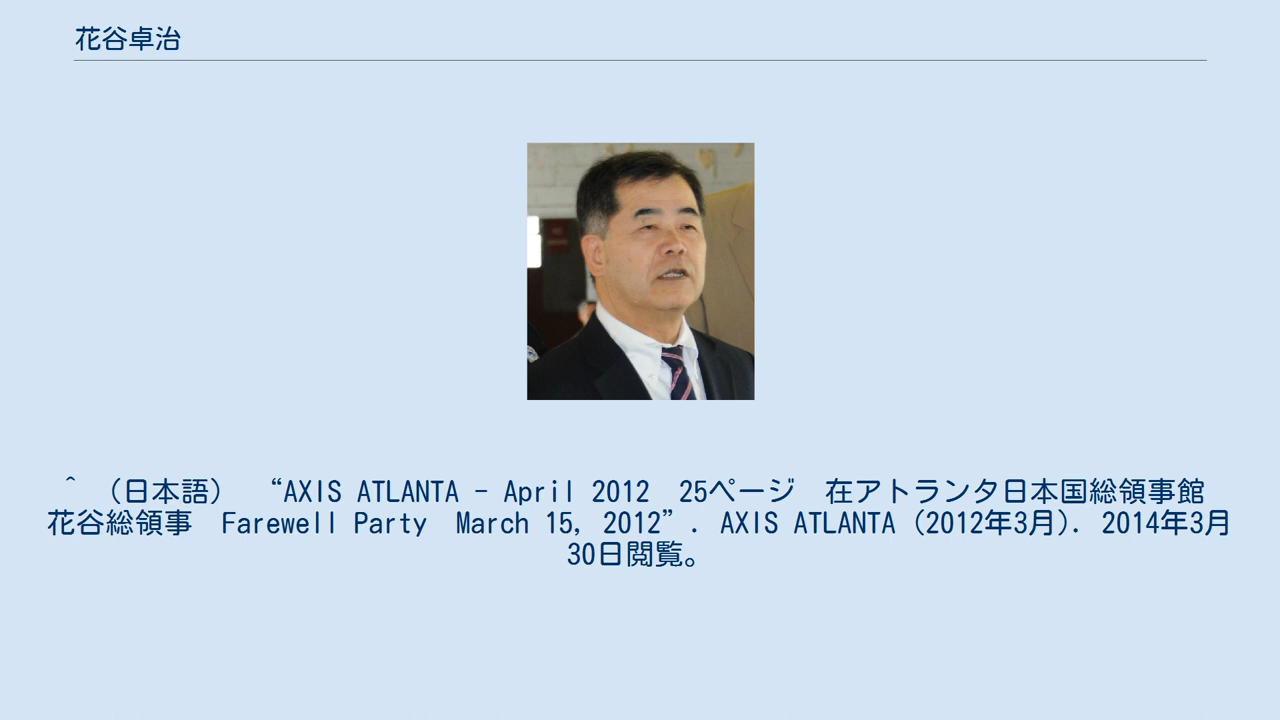 花谷卓治
^ （日本語） “AXIS ATLANTA - April 2012 25ページ 在アトランタ日本国総領事館
花谷総領事 Farewell Party March 15, 2012”. AXIS ATLANTA (2012年3月). 2014年3月
30日閲覧。